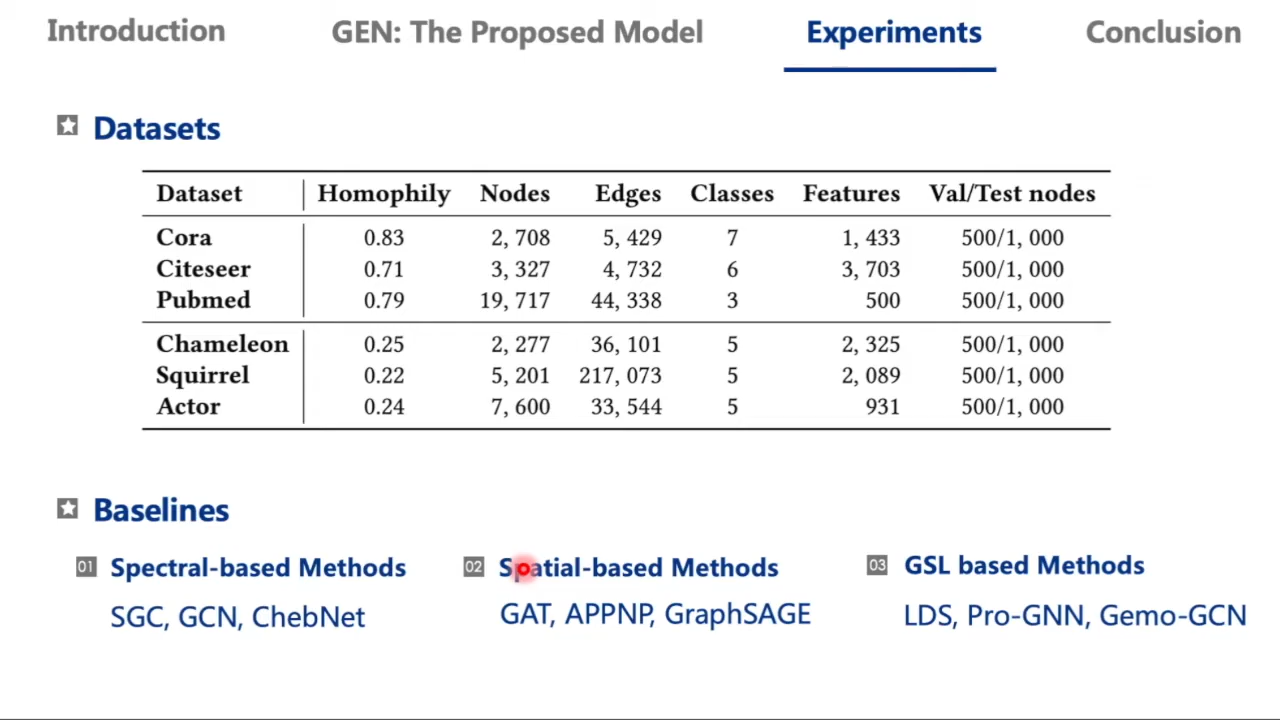 Introduction GEN: The Proposed Model Experiments Conclusion
Datasets
Dataset Homophily Nodes Edges Classes Features Val/Test nodes
Cora 0.83 2, 708 5, 429 7 1, 433 500/1, 000
Citeseer 0.71 3, 327 4, 732 6 3, 703 500/1, 000
Pubmed 0.79 19, 717 44, 338 3 500 500/1, 000
Chameleon 0.25 2, 277 36, 101 5 2, 325 500/1, 000
Squirrel 0.22 5, 201 217, 073 5 2, 089 500/1, 000
Actor 0.24 7, 600 33, 544 5 931 500/1, 000
Baselines
01 Spectral-based Methods 02 Spatial-based Methods 03 GSL based Methods
SGC, GCN, ChebNet GAT, APPNP, GraphSAGE LDS, Pro-GNN, Gemo-GCN